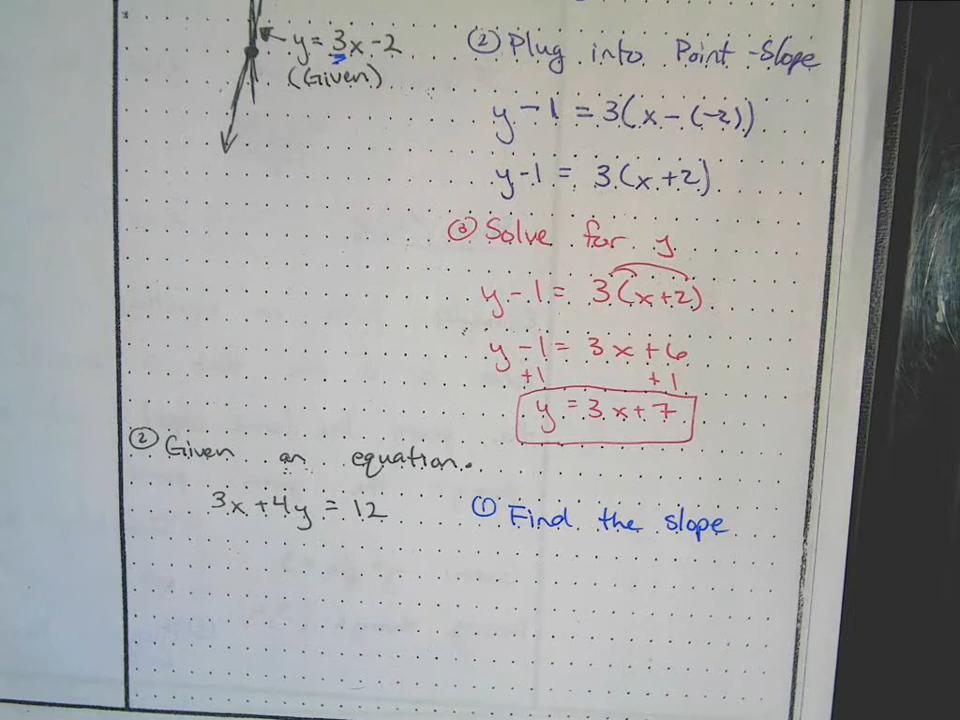 y = 3x - 2
(Given)
② Plug into Point-Slope
y - 1 = 3(x - (-2))
y - 1 = 3(x + 2)
③ Solve for y
y - 1 = 3(x + 2)
y - 1 = 3x + 6
+1 +1
y = 3x + 7
② Given an equation.
3x + 4y = 12
① Find the slope